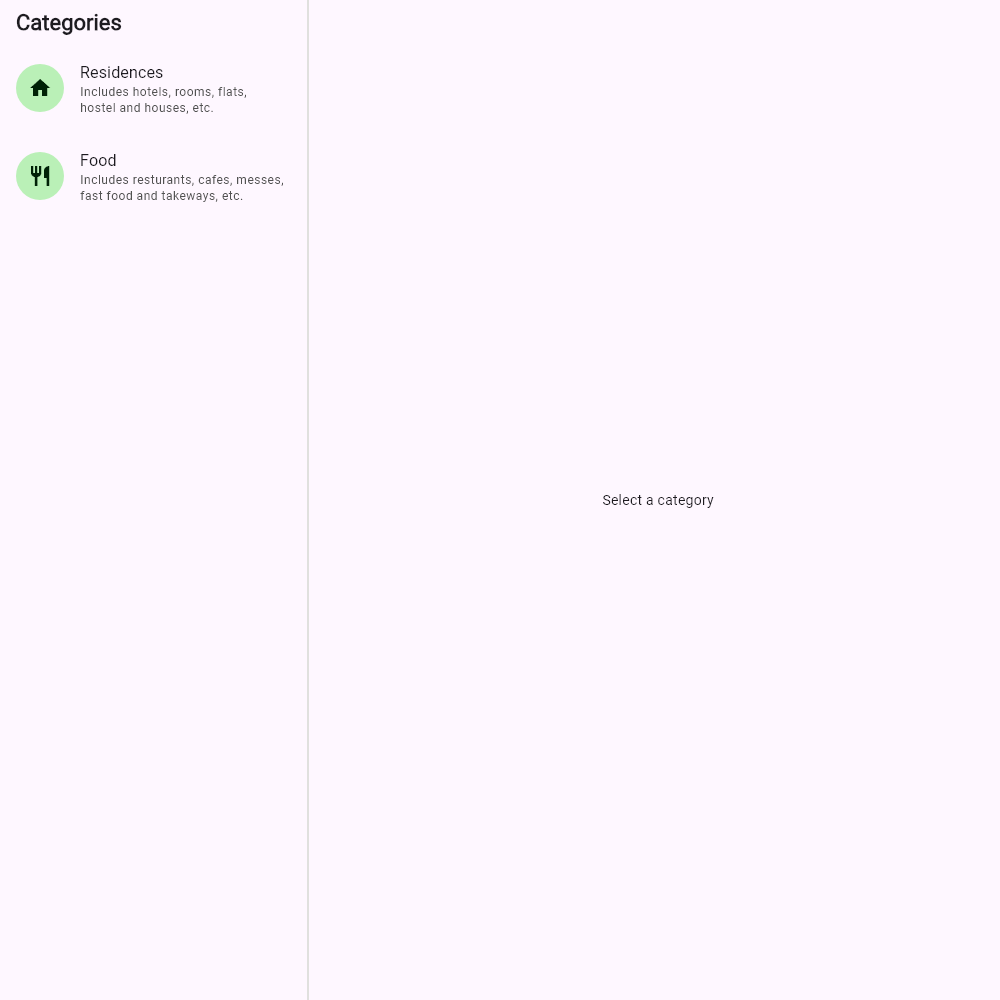 Categories
Residences
Includes hotels, rooms, flats,
hostel and houses, etc.
Food
Includes resturants, cafes, messes,
fast food and takeways, etc.
Select a category